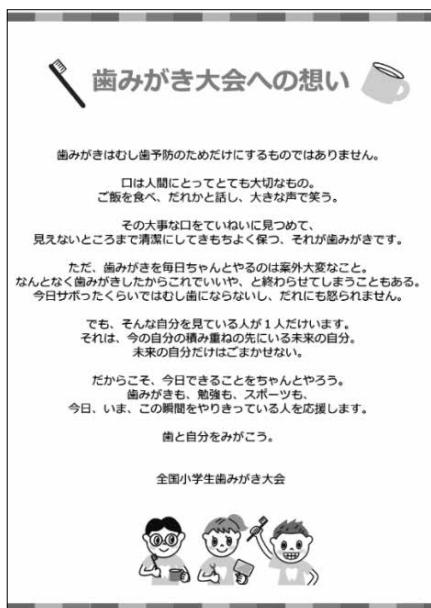 歯みがき大会への想い
歯みがきはむし歯予防のためだけにするものではありません。
口は人間にとってとても大切なもの。
ご飯を食べ、だれかと話し、大きな声で笑う。
その大事な口をていねいに見つめて、
見えないところまで清潔にしてきもちよく保つ、それが歯みがきです。
ただ、歯みがきを毎日ちゃんとやるのは案外大変なこと。
なんとなく歯みがきしたからこれでいいや、と終わらせてしまうこともある。
今日サボったくらいではむし歯にならないし、だれにも怒られません。
でも、そんな自分を見ている人が１人だけいます。
それは、今の自分の積み重ねの先にいる未来の自分。
未来の自分だけはごまかせない。
だからこそ、今日できることをちゃんとやろう。
歯みがきも、勉強も、スポーツも、
今日、いま、この瞬間をやりきっている人を応援します。
歯と自分をみがこう。
全国小学生歯みがき大会